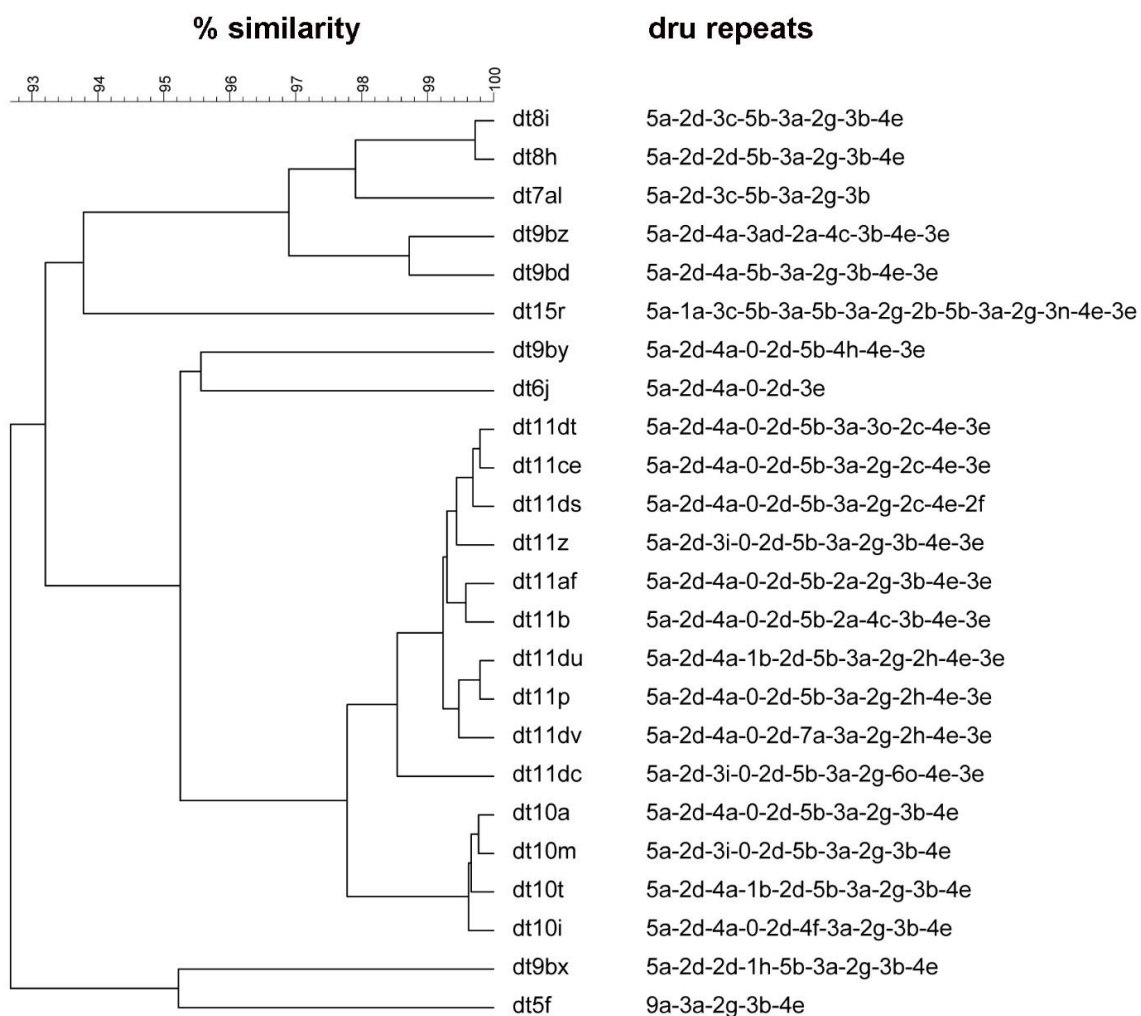 % similarity dru repeats
93 94 95 96 97 98 99 100
dt8i 5a-2d-3c-5b-3a-2g-3b-4e
dt8h 5a-2d-2d-5b-3a-2g-3b-4e
dt7al 5a-2d-3c-5b-3a-2g-3b
dt9bz 5a-2d-4a-3ad-2a-4c-3b-4e-3e
dt9bd 5a-2d-4a-5b-3a-2g-3b-4e-3e
dt15r 5a-1a-3c-5b-3a-5b-3a-2g-2b-5b-3a-2g-3n-4e-3e
dt9by 5a-2d-4a-0-2d-5b-4h-4e-3e
dt6j 5a-2d-4a-0-2d-3e
dt11dt 5a-2d-4a-0-2d-5b-3a-3o-2c-4e-3e
dt11ce 5a-2d-4a-0-2d-5b-3a-2g-2c-4e-3e
dt11ds 5a-2d-4a-0-2d-5b-3a-2g-2c-4e-2f
dt11z 5a-2d-3i-0-2d-5b-3a-2g-3b-4e-3e
dt11af 5a-2d-4a-0-2d-5b-2a-2g-3b-4e-3e
dt11b 5a-2d-4a-0-2d-5b-2a-4c-3b-4e-3e
dt11du 5a-2d-4a-1b-2d-5b-3a-2g-2h-4e-3e
dt11p 5a-2d-4a-0-2d-5b-3a-2g-2h-4e-3e
dt11dv 5a-2d-4a-0-2d-7a-3a-2g-2h-4e-3e
dt11dc 5a-2d-3i-0-2d-5b-3a-2g-6o-4e-3e
dt10a 5a-2d-4a-0-2d-5b-3a-2g-3b-4e
dt10m 5a-2d-3i-0-2d-5b-3a-2g-3b-4e
dt10t 5a-2d-4a-1b-2d-5b-3a-2g-3b-4e
dt10i 5a-2d-4a-0-2d-4f-3a-2g-3b-4e
dt9bx 5a-2d-2d-1h-5b-3a-2g-3b-4e
dt5f 9a-3a-2g-3b-4e